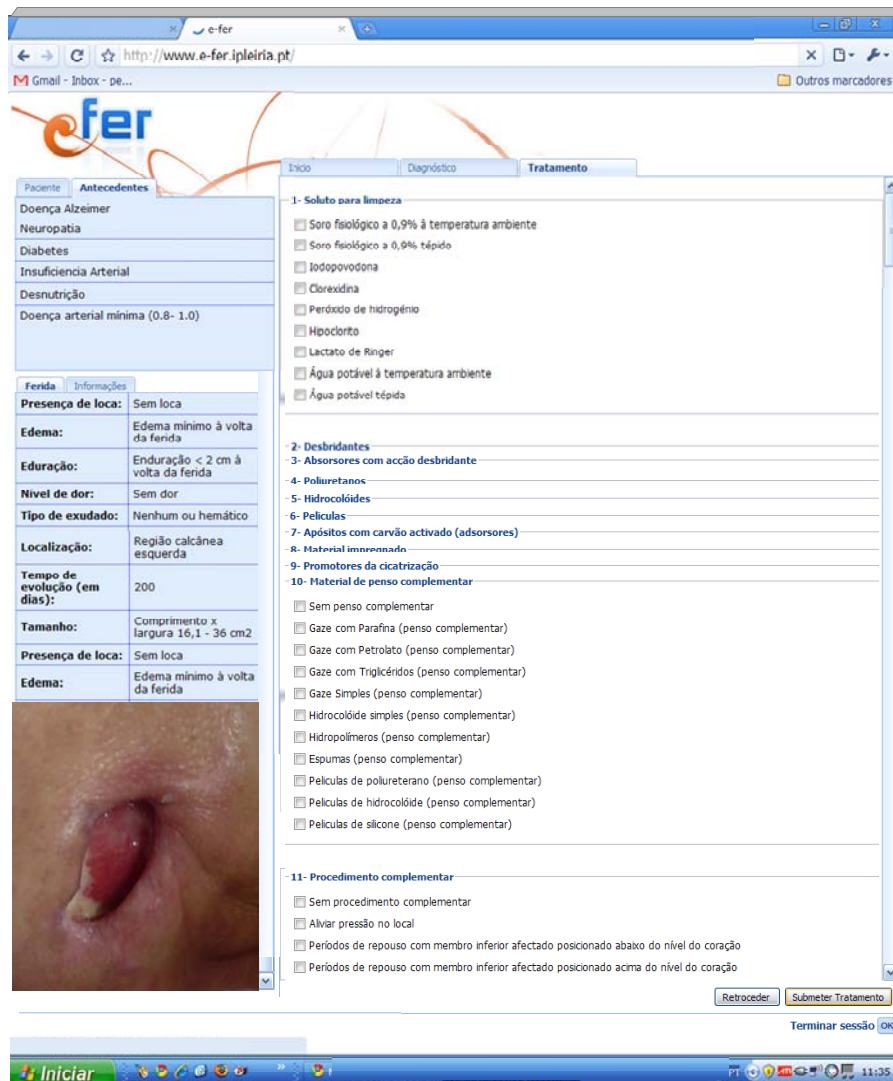 e-fer
http://www.e-fer.ipleiria.pt/
Gmail - Inbox - pe...
Outros marcadores
efer
Inicio
Diagnóstico
Tratamento
Paciente
Antecedentes
Doença Alzeimer
Neuropatia
Diabetes
Insuficiencia Arterial
Desnutrição
Doença arterial mínima (0.8- 1.0)
Ferida
Informações
Presença de loca: Sem loca
Edema: Edema minimo à volta
da ferida
Eduração: Enduração < 2 cm à
volta da ferida
Nivel de dor: Sem dor
Tipo de exudado: Nenhum ou hemático
Localização: Região calcânea
esquerda
Tempo de
evolução (em
dias): 200
Tamanho: Comprimento x
largura 16,1 - 36 cm2
Presença de loca: Sem loca
Edema: Edema minimo à volta
da ferida
1- Soluto para limpeza
Soro fisiológico a 0,9% à temperatura ambiente
Soro fisiológico a 0,9% tépido
Iodopovodona
Clorexidina
Peróxido de hidrogénio
Hipoclorito
Lactato de Ringer
Água potável à temperatura ambiente
Água potável tépida
2- Desbridantes
3- Absorsores com acção desbridante
4- Poliuretanos
5- Hidrocolóides
6- Peliculas
7- Apósitos com carvão activado (adsorsores)
8- Material impregnado
9- Promotores da cicatrização
10- Material de penso complementar
Sem penso complementar
Gaze com Parafina (penso complementar)
Gaze com Petrolato (penso complementar)
Gaze com Triglicéridos (penso complementar)
Gaze Simples (penso complementar)
Hidrocolóide simples (penso complementar)
Hidropolímeros (penso complementar)
Espumas (penso complementar)
Peliculas de poliureterano (penso complementar)
Peliculas de hidrocolóide (penso complementar)
Peliculas de silicone (penso complementar)
11- Procedimento complementar
Sem procedimento complementar
Aliviar pressão no local
Períodos de repouso com membro inferior afectado posicionado abaixo do nível do coração
Períodos de repouso com membro inferior afectado posicionado acima do nível do coração
Retroceder
Submeter Tratamento
Terminar sessão OK
Iniciar
PT
11:35